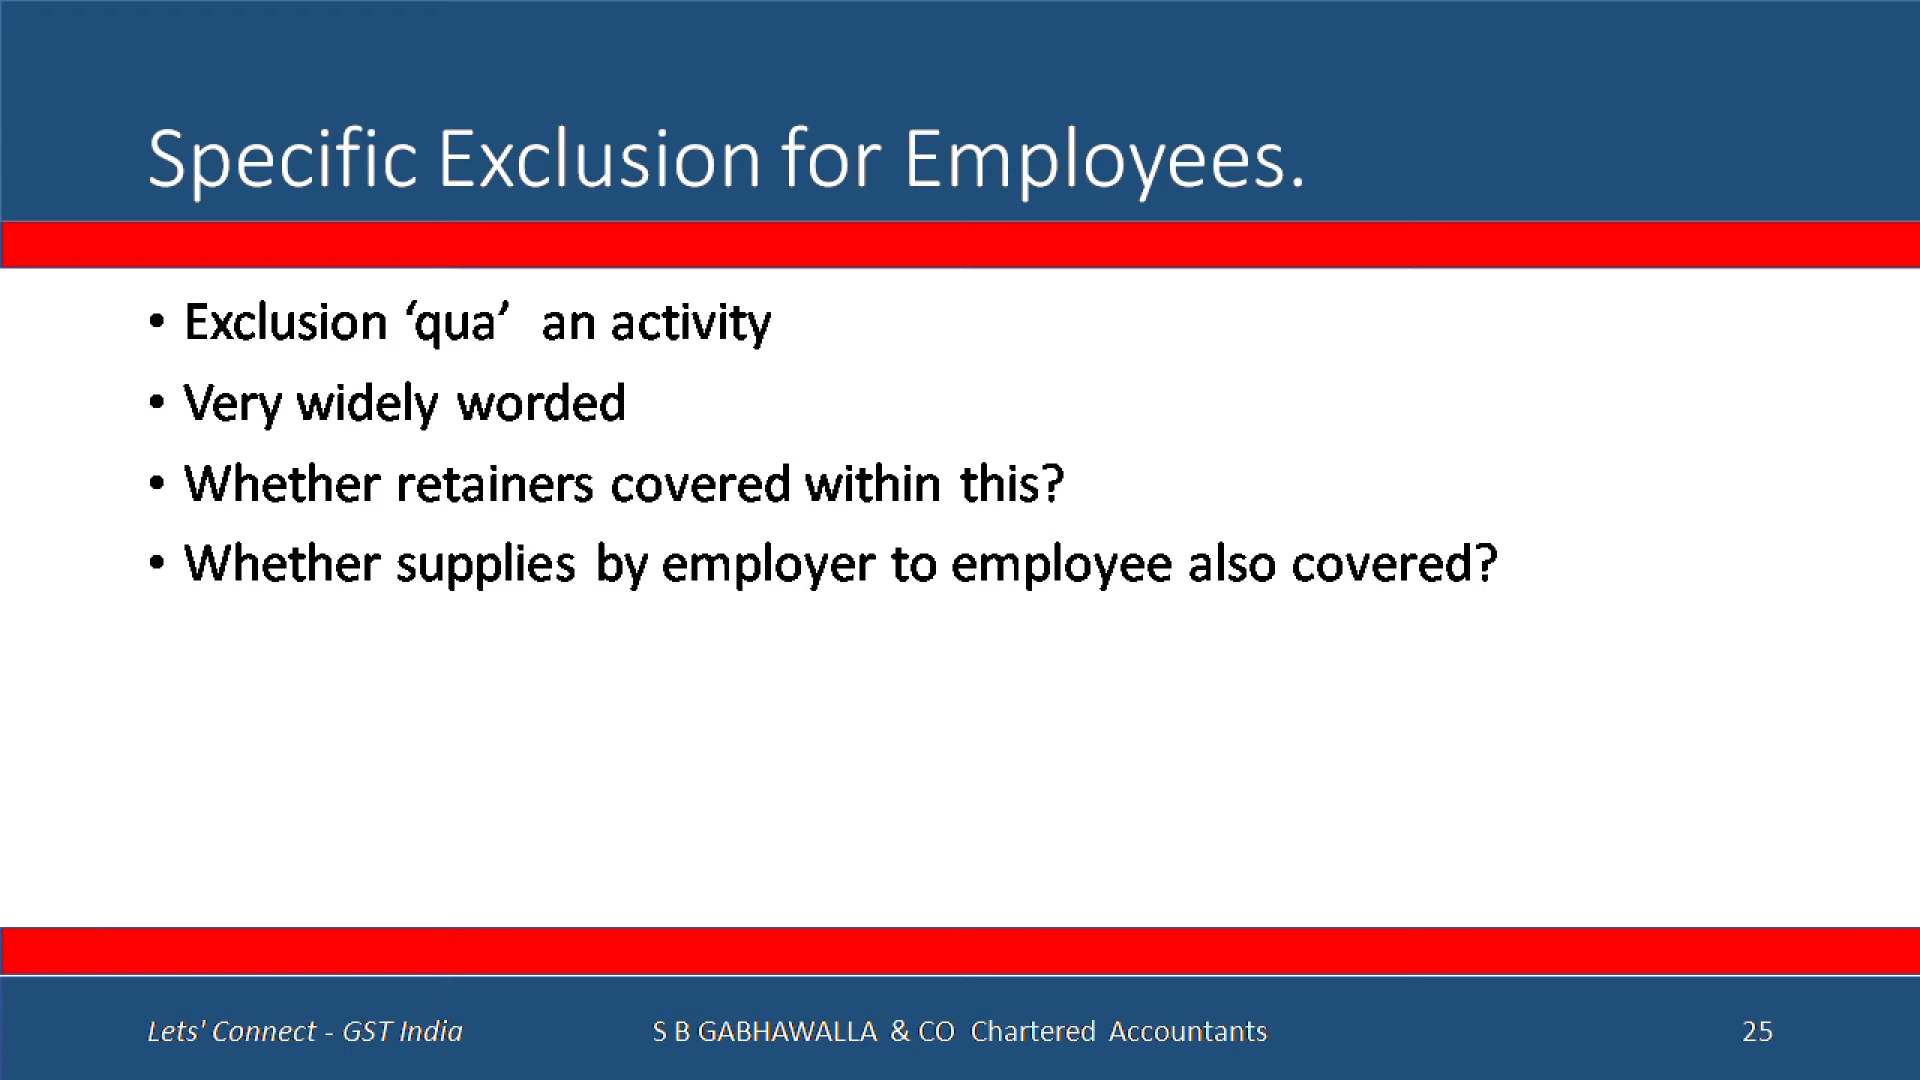 Specific Exclusion for Employees.
• Exclusion ‘qua’ an activity
• Very widely worded
• Whether retainers covered within this?
• Whether supplies by employer to employee also covered?
Lets' Connect - GST India S B GABHAWALLA & CO Chartered Accountants 25